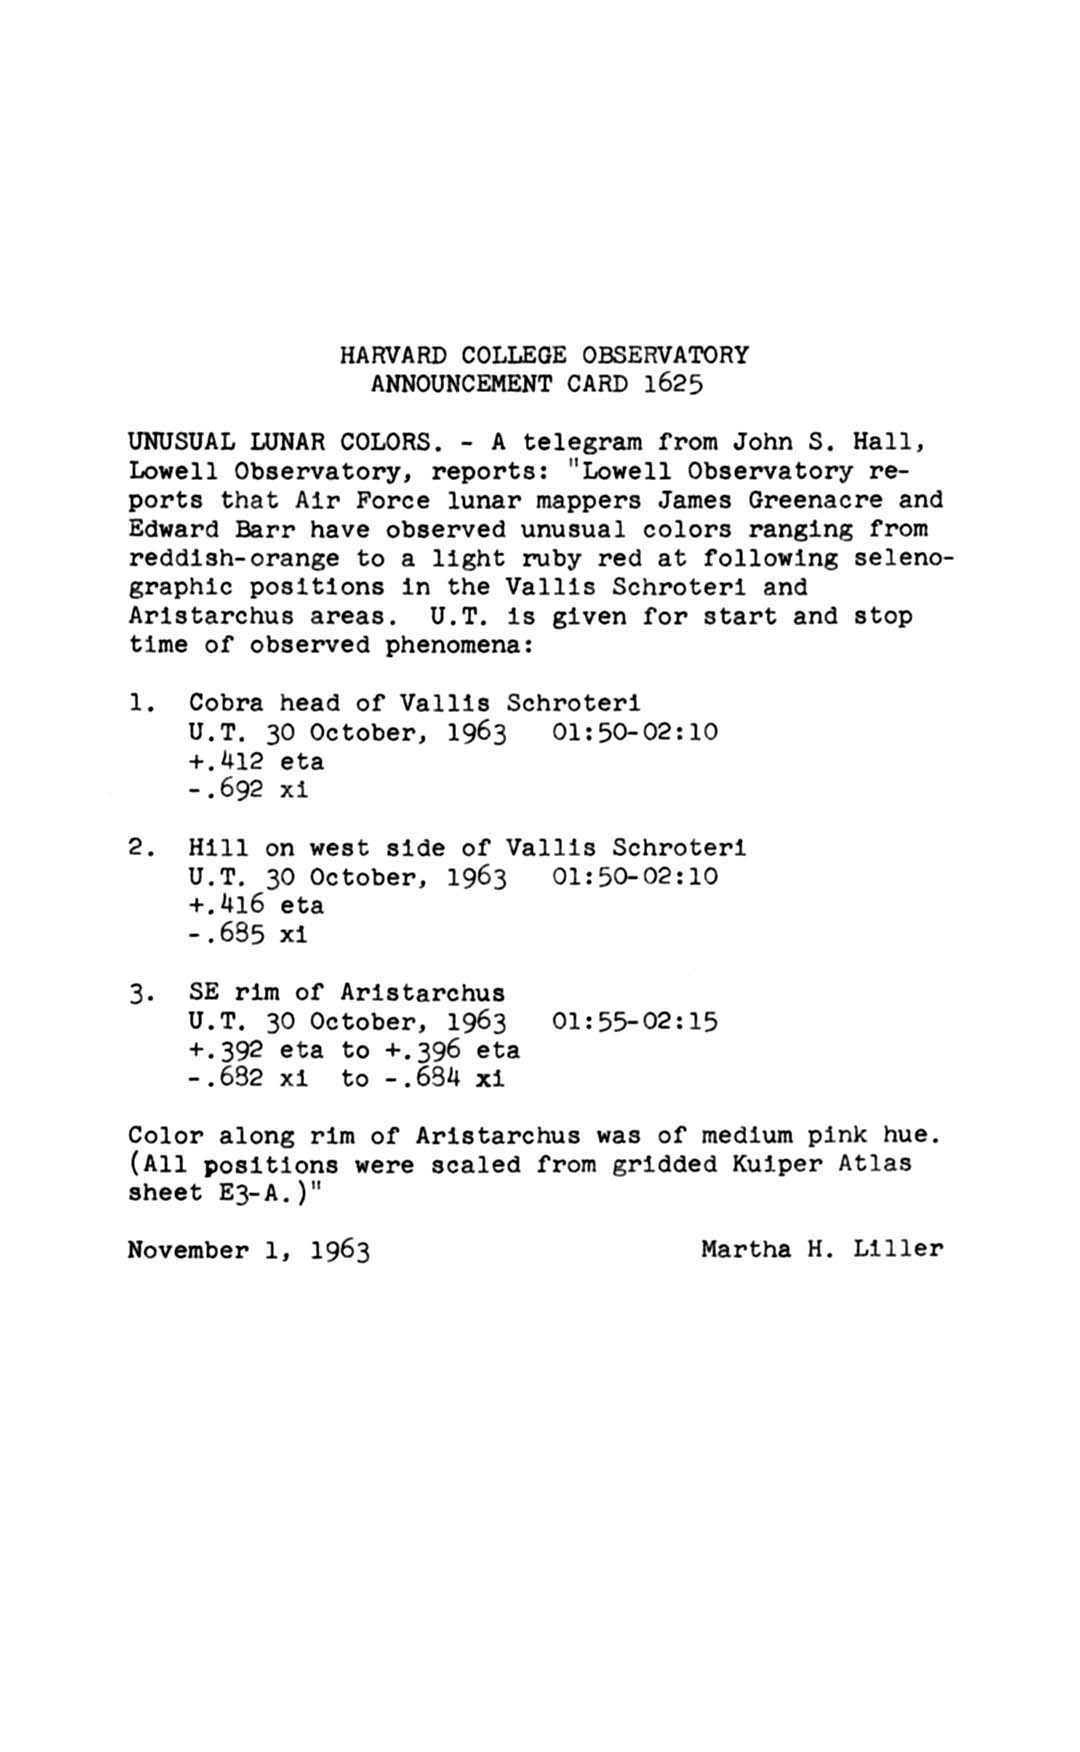 HARVARD COLLEGE OBSERVATORY
ANNOUNCEMENT CARD 1625
UNUSUAL LUNAR COLORS. - A telegram from John S. Hall,
Lowell Observatory, reports: "Lowell Observatory re-
ports that Air Force lunar mappers James Greenacre and
Edward Barr have observed unusual colors ranging from
reddish-orange to a light ruby red at following seleno-
graphic positions in the Vallis Schroteri and
Aristarchus areas. U.T. is given for start and stop
time of observed phenomena:
1. Cobra head of Vallis Schroteri
U.T. 30 October, 1963 01:50-02:10
+.412 eta
-.692 xi
2. Hill on west side of Vallis Schroteri
U.T. 30 October, 1963 01:50-02:10
+.416 eta
-.685 xi
3. SE rim of Aristarchus
U.T. 30 October, 1963 01:55-02:15
+.392 eta to +.396 eta
-.682 xi to -.684 xi
Color along rim of Aristarchus was of medium pink hue.
(All positions were scaled from gridded Kuiper Atlas
sheet E3-A.)"
November 1, 1963 Martha H. Liller